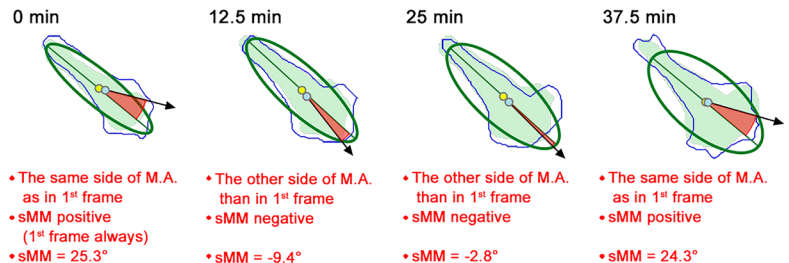 0 min
12.5 min
25 min
37.5 min
• The same side of M.A.
as in 1st frame
• sMM positive
(1st frame always)
• sMM = 25.3°
• The other side of M.A.
than in 1st frame
• sMM negative
• sMM = -9.4°
• The other side of M.A.
than in 1st frame
• sMM negative
• sMM = -2.8°
• The same side of M.A.
as in 1st frame
• sMM positive
• sMM = 24.3°